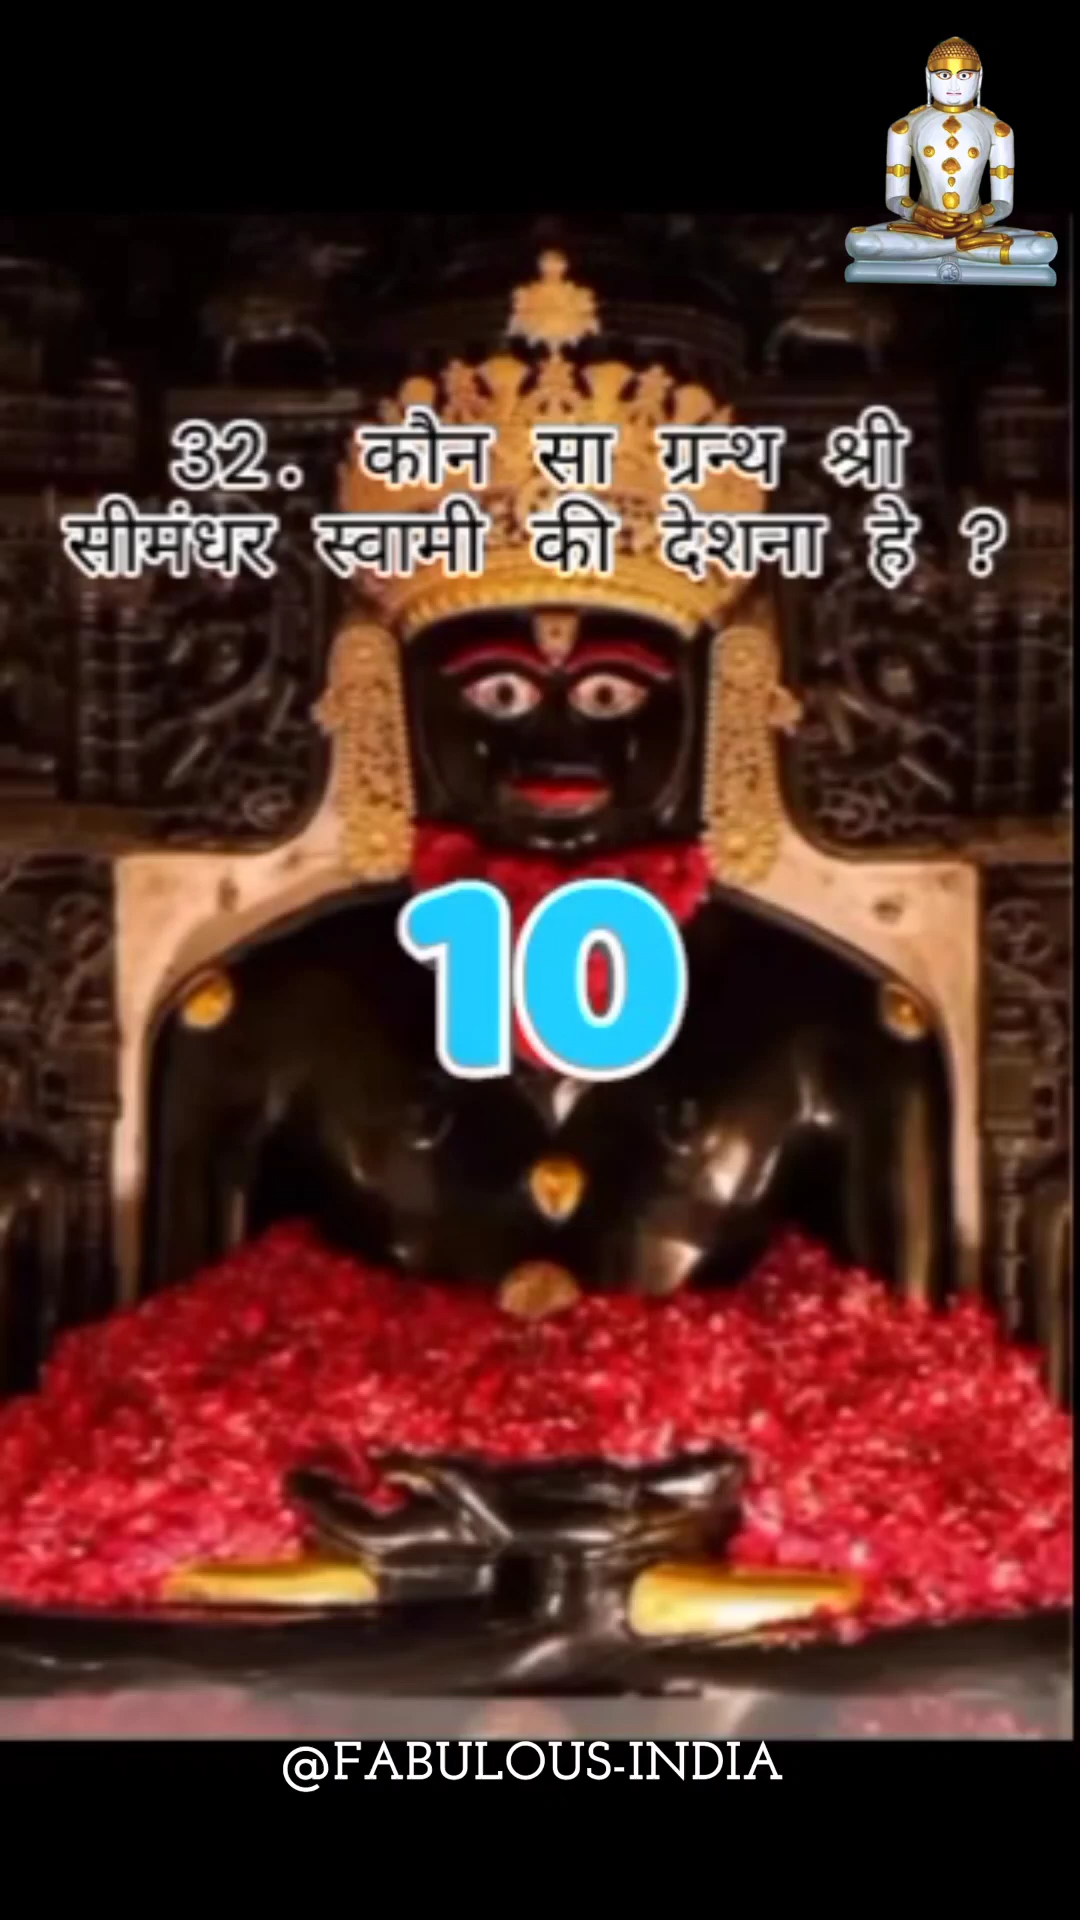 32. कौन सा ग्रन्थ श्री
सीमंधर स्वामी की देशना हे ?
10
@FABULOUS-INDIA